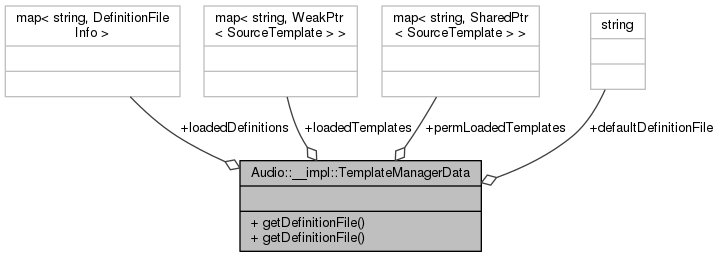 map< string, DefinitionFile
Info >
map< string, WeakPtr
< SourceTemplate > >
map< string, SharedPtr
< SourceTemplate > >
string
+loadedDefinitions
+loadedTemplates
+permLoadedTemplates
+defaultDefinitionFile
Audio::__impl::TemplateManagerData
+ getDefinitionFile()
+ getDefinitionFile()